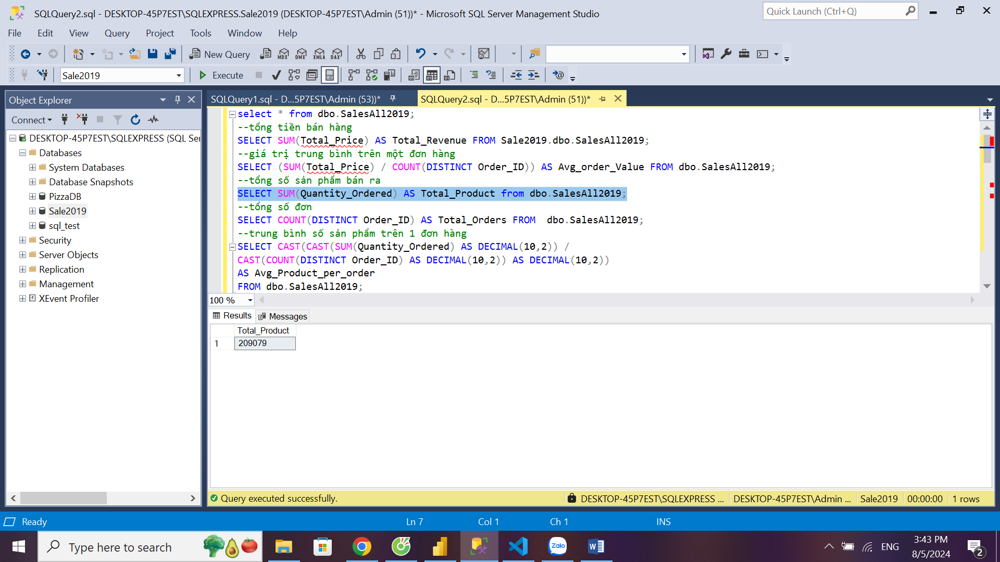 SQLQuery2.sql - DESKTOP-45P7EST\SQLEXPRESS.Sale2019 (DESKTOP-45P7EST\Admin (51))* - Microsoft SQL Server Management Studio
Quick Launch (Ctrl+Q)
File Edit View Query Project Tools Window Help
New Query MDX DMX XMLA DAX
Sale2019 Execute
Object Explorer
SQLQuery1.sql - D...5P7EST\Admin (53))*
SQLQuery2.sql - D...5P7EST\Admin (51))*
Connect
DESKTOP-45P7EST\SQLEXPRESS (SQL Ser
Databases
System Databases
Database Snapshots
PizzaDB
Sale2019
sql_test
Security
Server Objects
Replication
Management
XEvent Profiler
select * from dbo.SalesAll2019;
--tổng tiền bán hàng
SELECT SUM(Total_Price) AS Total_Revenue FROM Sale2019.dbo.SalesAll2019;
--giá trị trung bình trên một đơn hàng
SELECT (SUM(Total_Price) / COUNT(DISTINCT Order_ID)) AS Avg_order_Value FROM dbo.SalesAll2019;
--tổng số sản phẩm bán ra
SELECT SUM(Quantity_Ordered) AS Total_Product from dbo.SalesAll2019;
--tổng số đơn
SELECT COUNT(DISTINCT Order_ID) AS Total_Orders FROM  dbo.SalesAll2019;
--trung bình số sản phẩm trên 1 đơn hàng
SELECT CAST(CAST(SUM(Quantity_Ordered) AS DECIMAL(10,2)) /
CAST(COUNT(DISTINCT Order_ID) AS DECIMAL(10,2)) AS DECIMAL(10,2))
AS Avg_Product_per_order
FROM dbo.SalesAll2019;
100 %
Results Messages
Total_Product
1 209079
Query executed successfully. DESKTOP-45P7EST\SQLEXPRESS ... DESKTOP-45P7EST\Admin ... Sale2019 00:00:00 1 rows
Ready Ln 7 Col 1 Ch 1 INS
Type here to search
Zalo
ENG
3:43 PM
8/5/2024
2